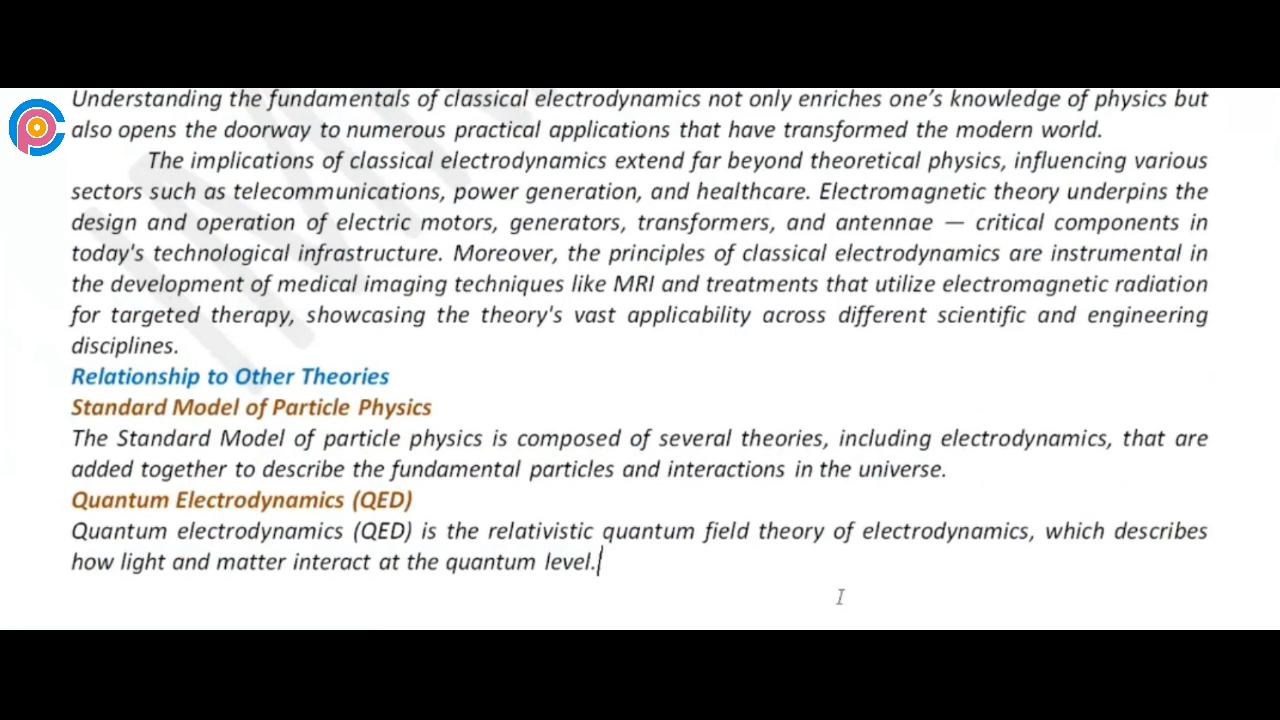 Understanding the fundamentals of classical electrodynamics not only enriches one’s knowledge of physics but
also opens the doorway to numerous practical applications that have transformed the modern world.
The implications of classical electrodynamics extend far beyond theoretical physics, influencing various
sectors such as telecommunications, power generation, and healthcare. Electromagnetic theory underpins the
design and operation of electric motors, generators, transformers, and antennae — critical components in
today's technological infrastructure. Moreover, the principles of classical electrodynamics are instrumental in
the development of medical imaging techniques like MRI and treatments that utilize electromagnetic radiation
for targeted therapy, showcasing the theory's vast applicability across different scientific and engineering
disciplines.
Relationship to Other Theories
Standard Model of Particle Physics
The Standard Model of particle physics is composed of several theories, including electrodynamics, that are
added together to describe the fundamental particles and interactions in the universe.
Quantum Electrodynamics (QED)
Quantum electrodynamics (QED) is the relativistic quantum field theory of electrodynamics, which describes
how light and matter interact at the quantum level.